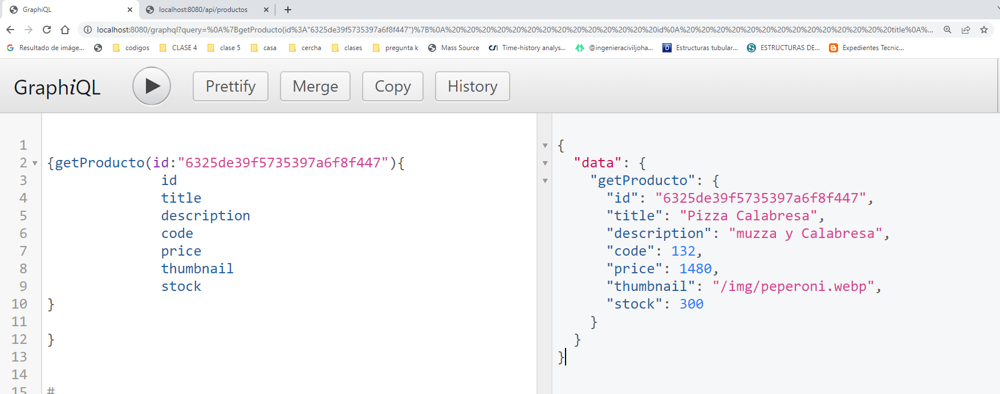 GraphiQL
localhost:8080/api/productos
localhost:8080/graphql?query=%0A%7BgetProducto(id%3A"6325de39f5735397a6f8f447")%7B%0A%20%20%20%20%20%20%20%20%20%20%20%20%20%20id%0A%20%20%20%20%20%20%20%20%20%20%20%20%20%20title%0A%...
Resultado de imáge...
codigos
CLASE 4
clase 5
casa
cercha
clases
pregunta k
Mass Source
CSI Time-history analys...
@ingenieraciviljoha...
D Estructuras tubular...
ESTRUCTURAS DE...
Expedientes Tecnic...
GraphiQL
Prettify
Merge
Copy
History
1
2 {getProducto(id:"6325de39f5735397a6f8f447"){
3 id
4 title
5 description
6 code
7 price
8 thumbnail
9 stock
10 }
11
12 }
13
14
15 #
{
"data": {
"getProducto": {
"id": "6325de39f5735397a6f8f447",
"title": "Pizza Calabresa",
"description": "muzza y Calabresa",
"code": 132,
"price": 1480,
"thumbnail": "/img/peperoni.webp",
"stock": 300
}
}
}